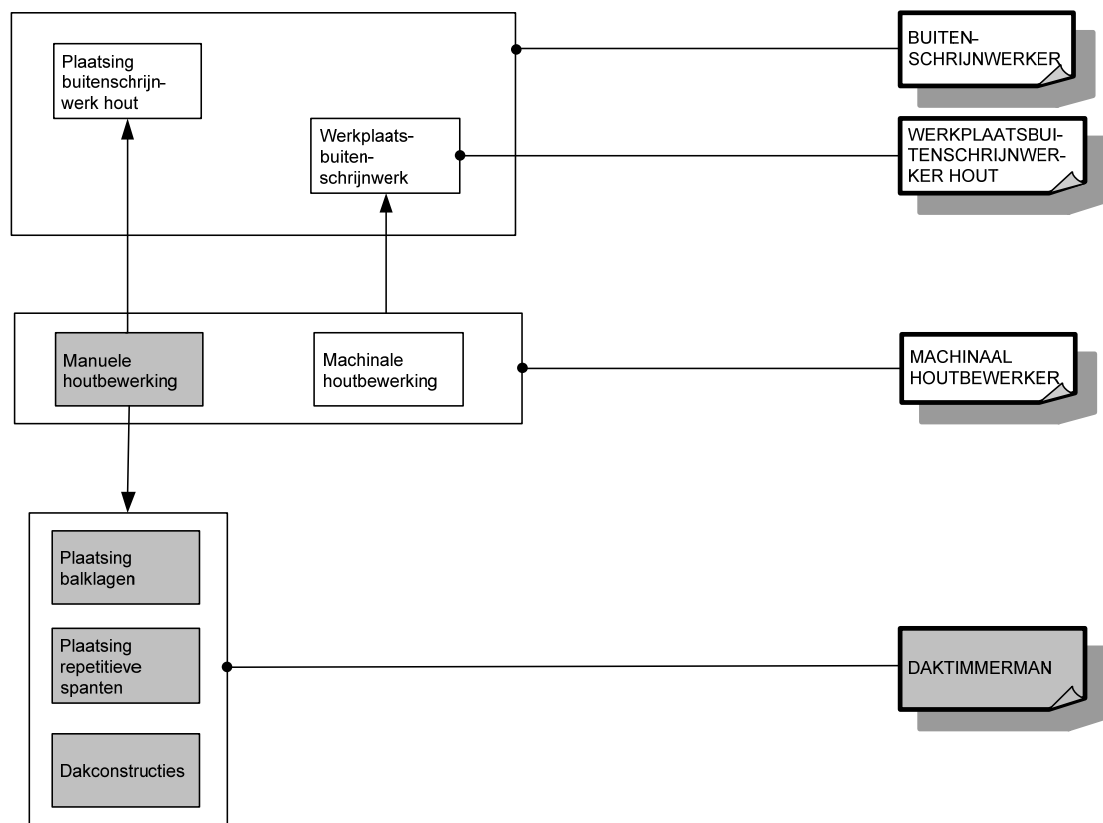 Plaatsing
buitenschrijn-
werk hout
Werkplaats-
buiten-
schrijnwerk
BUITEN-
SCHRIJNWERKER
WERKPLAATSBUI-
TENSCHRIJNWER-
KER HOUT
Manuele
houtbewerking
Machinale
houtbewerking
MACHINAAL
HOUTBEWERKER
Plaatsing
balklagen
Plaatsing
repetitieve
spanten
Dakconstructies
DAKTIMMERMAN